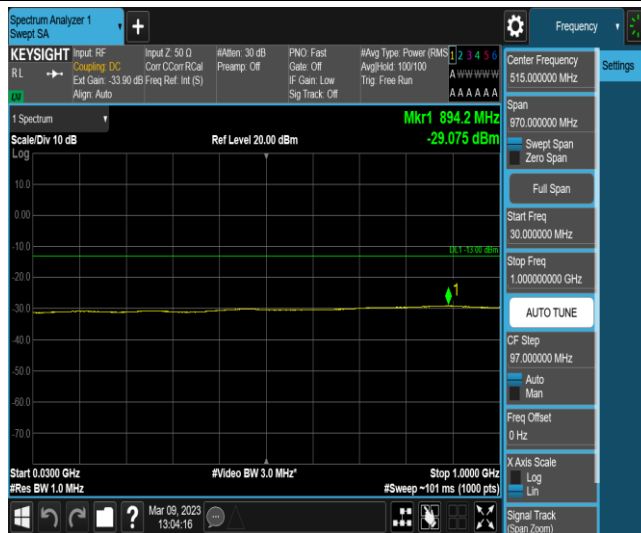 Spectrum Analyzer 1
Swept SA
+
Frequency
KEYSIGHT
RL
LXI
Input: RF
Coupling: DC
Ext Gain: -33.90 dB
Align: Auto
Input Z: 50 Ω
Corr CCorr RCal
Freq Ref: Int (S)
#Atten: 30 dB
Preamp: Off
PNO: Fast
Gate: Off
IF Gain: Low
Sig Track: Off
#Avg Type: Power (RMS
Avg|Hold: 100/100
Trig: Free Run
1 2 3 4 5 6
A W W W W W
A A A A A A
1 Spectrum
Scale/Div 10 dB
Ref Level 20.00 dBm
Mkr1 894.2 MHz
-29.075 dBm
Log
10.0
0.00
-10.0
-20.0
-30.0
-40.0
-50.0
-60.0
-70.0
DL1 -13.00 dBm
1
Start 0.0300 GHz
#Res BW 1.0 MHz
#Video BW 3.0 MHz*
Stop 1.0000 GHz
#Sweep ~101 ms (1000 pts)
Center Frequency
515.000000 MHz
Settings
Span
970.000000 MHz
Swept Span
Zero Span
Full Span
Start Freq
30.000000 MHz
Stop Freq
1.000000000 GHz
AUTO TUNE
CF Step
97.000000 MHz
Auto
Man
Freq Offset
0 Hz
X Axis Scale
Log
Lin
Signal Track
(Span Zoom)
?
Mar 09, 2023
13:04:16